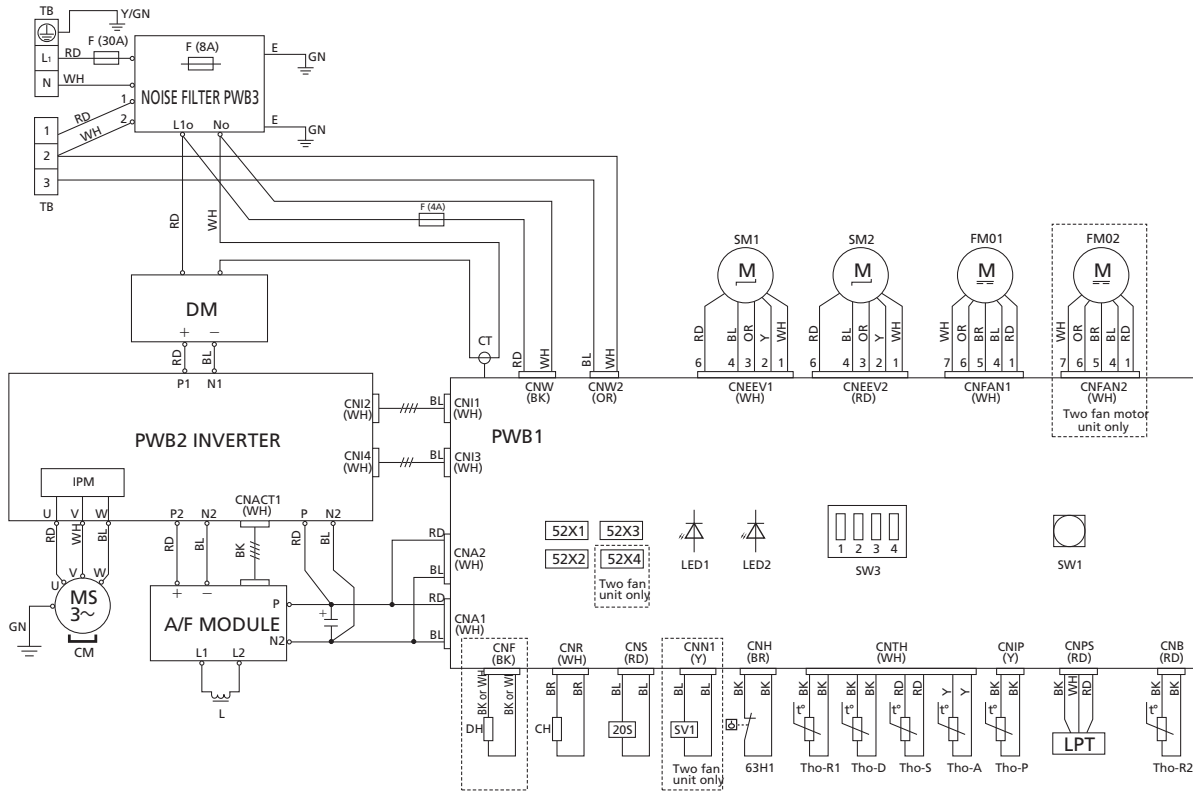 TB
Y/GN
L1
RD
F (30A)
N
WH
F (8A)
NOISE FILTER PWB3
E
GN
E
GN
1
2
L1o
No
1
2
3
TB
RD
WH
RD
WH
F (4A)
DM
+
−
RD
BL
P1
N1
CT
RD
WH
BL
WH
CNW
(BK)
CNW2
(OR)
SM1
M
RD
BL
OR
Y
WH
6
4
3
2
1
CNEEV1
(WH)
SM2
M
RD
BL
OR
Y
WH
6
4
3
2
1
CNEEV2
(RD)
FM01
M
WH
OR
BR
BL
RD
7
6
5
4
1
CNFAN1
(WH)
FM02
M
WH
OR
BR
BL
RD
7
6
5
4
1
CNFAN2
(WH)
Two fan motor
unit only
PWB2 INVERTER
CNI2
(WH)
BL
CNI1
(WH)
CNI4
(WH)
BL
CNI3
(WH)
PWB1
IPM
U
V
W
P2
N2
CNACT1
(WH)
P
N2
RD
WH
BL
RD
BL
BK
RD
BL
U
V
W
MS
3~
CM
GN
+
−
A/F MODULE
P
N2
L1
L2
L
+
RD
BL
CNA2
(WH)
RD
BL
CNA1
(WH)
52X1
52X3
52X2
52X4
Two fan
unit only
LED1
LED2
1
2
3
4
SW3
SW1
CNF
(BK)
BK or WH
BK or WH
DH
CNR
(WH)
BR
BR
CH
CNS
(RD)
BL
BL
20S
CNN1
(Y)
BL
BL
SV1
Two fan
unit only
CNH
(BR)
BK
BK
63H1
CNTH
(WH)
BK
BK
BK
BK
RD
RD
Y
Y
t°
t°
t°
t°
Tho-R1
Tho-D
Tho-S
Tho-A
CNIP
(Y)
BK
BK
t°
Tho-P
CNPS
(RD)
BK
WH
RD
LPT
CNB
(RD)
BK
BK
t°
Tho-R2